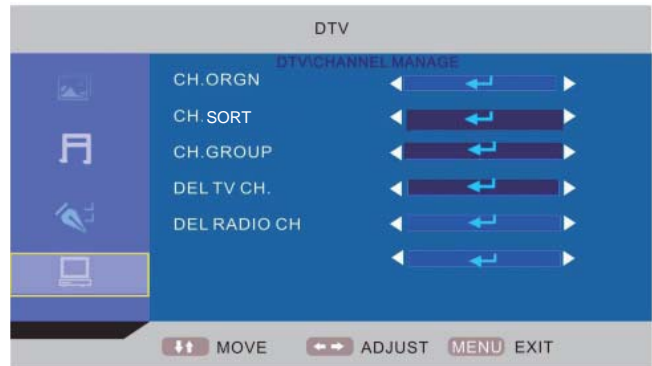 DTV
DTV\CHANNEL MANAGE
CH.ORGN
CH.SORT
CH.GROUP
DEL TV CH.
DEL RADIO CH
MOVE ADJUST MENU EXIT